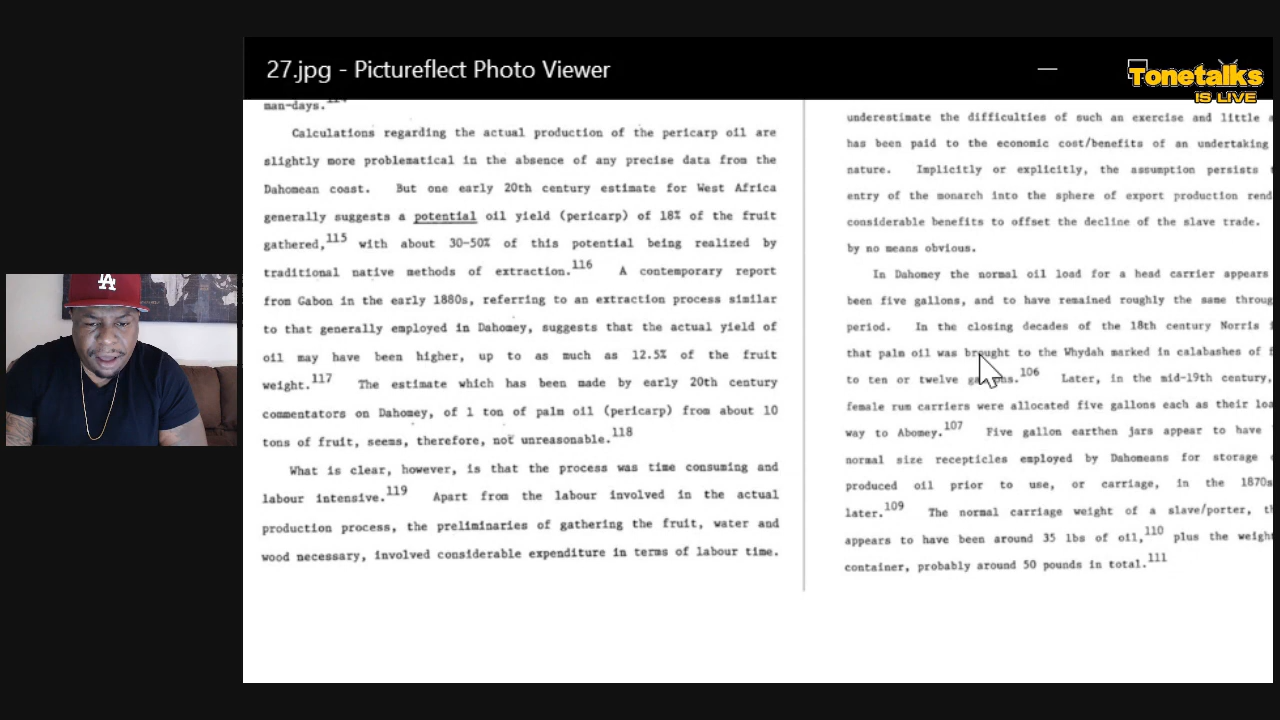 27.jpg - Pictureflect Photo Viewer
Tonetalks
IS LIVE
LA
man-days.114
Calculations regarding the actual production of the pericarp oil are
slightly more problematical in the absence of any precise data from the
Dahomean coast. But one early 20th century estimate for West Africa
generally suggests a potential oil yield (pericarp) of 18% of the fruit
gathered,115 with about 30-50% of this potential being realized by
traditional native methods of extraction.116 A contemporary report
from Gabon in the early 1880s, referring to an extraction process similar
to that generally employed in Dahomey, suggests that the actual yield of
oil may have been higher, up to as much as 12.5% of the fruit
weight.117 The estimate which has been made by early 20th century
commentators on Dahomey, of 1 ton of palm oil (pericarp) from about 10
tons of fruit, seems, therefore, not unreasonable.118
What is clear, however, is that the process was time consuming and
labour intensive.119 Apart from the labour involved in the actual
production process, the preliminaries of gathering the fruit, water and
wood necessary, involved considerable expenditure in terms of labour time.
underestimate the difficulties of such an exercise and little
has been paid to the economic cost/benefits of an undertaking
nature. Implicitly or explicitly, the assumption persists
entry of the monarch into the sphere of export production rend
considerable benefits to offset the decline of the slave trade.
by no means obvious.
In Dahomey the normal oil load for a head carrier appears
been five gallons, and to have remained roughly the same throug
period. In the closing decades of the 18th century Norris
that palm oil was brought to the Whydah marked in calabashes of
to ten or twelve 106 Later, in the mid-19th century,
female rum carriers were allocated five gallons each as their loa
way to Abomey.107 Five gallon earthen jars appear to have
normal size recepticles employed by Dahomeans for storage
produced oil prior to use, or carriage, in the 1870s
later.109 The normal carriage weight of a slave/porter,
appears to have been around 35 lbs of oil,110 plus the weigh
container, probably around 50 pounds in total.111